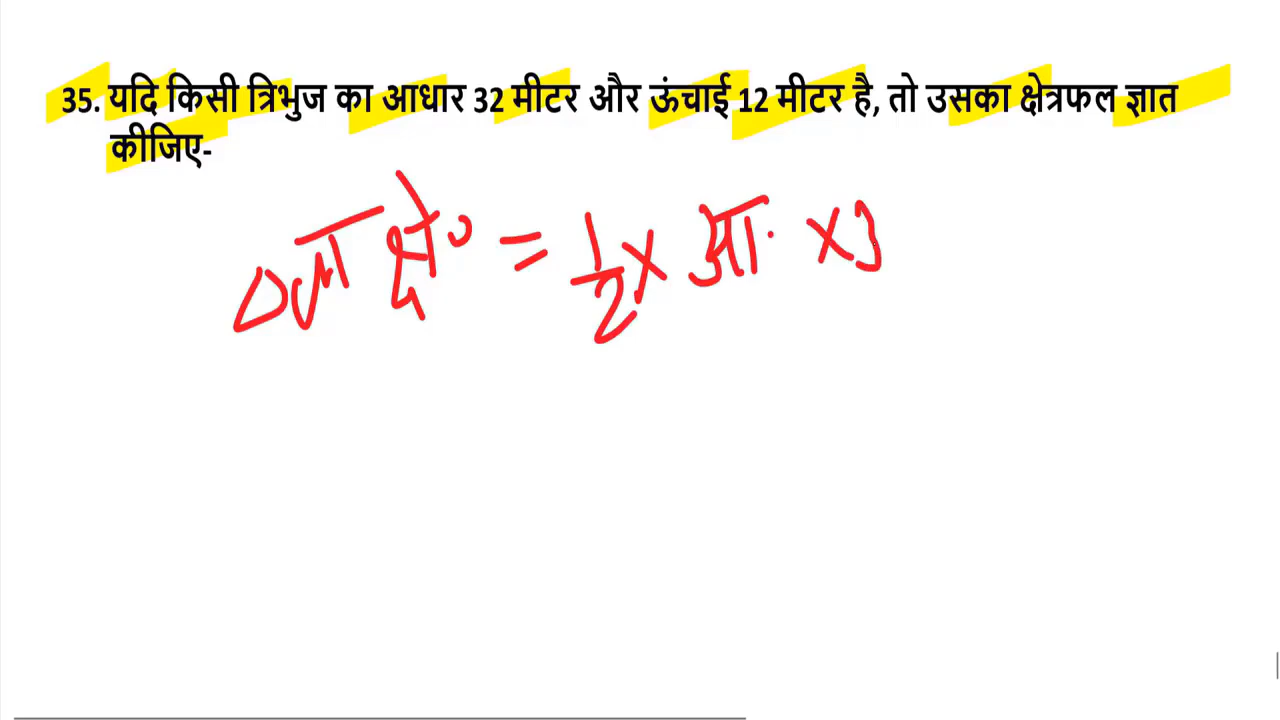 35. यदि किसी त्रिभुज का आधार 32 मीटर और ऊंचाई 12 मीटर है, तो उसका क्षेत्रफल ज्ञात
कीजिए-
△ का क्षे० = 1/2 × आ. ×